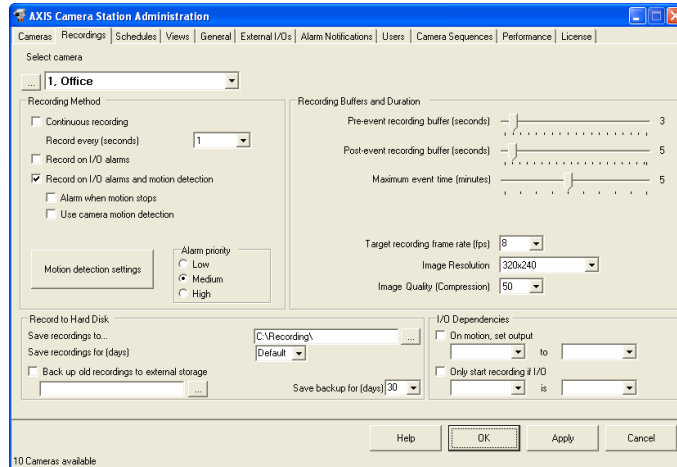 AXIS Camera Station Administration
Cameras Recordings Schedules Views General External I/Os Alarm Notifications Users Camera Sequences Performance License
Select camera
... 1, Office
Recording Method
Continuous recording
Record every (seconds) 1
Record on I/O alarms
Record on I/O alarms and motion detection
Alarm when motion stops
Use camera motion detection
Motion detection settings
Alarm priority
Low
Medium
High
Recording Buffers and Duration
Pre-event recording buffer (seconds) 3
Post-event recording buffer (seconds) 5
Maximum event time (minutes) 5
Target recording frame rate (fps) 8
Image Resolution 320x240
Image Quality (Compression) 50
Record to Hard Disk
Save recordings to... C:\Recording\ ...
Save recordings for (days) Default
Back up old recordings to external storage
... Save backup for (days) 30
I/O Dependencies
On motion, set output
to
Only start recording if I/O
is
Help OK Apply Cancel
10 Cameras available